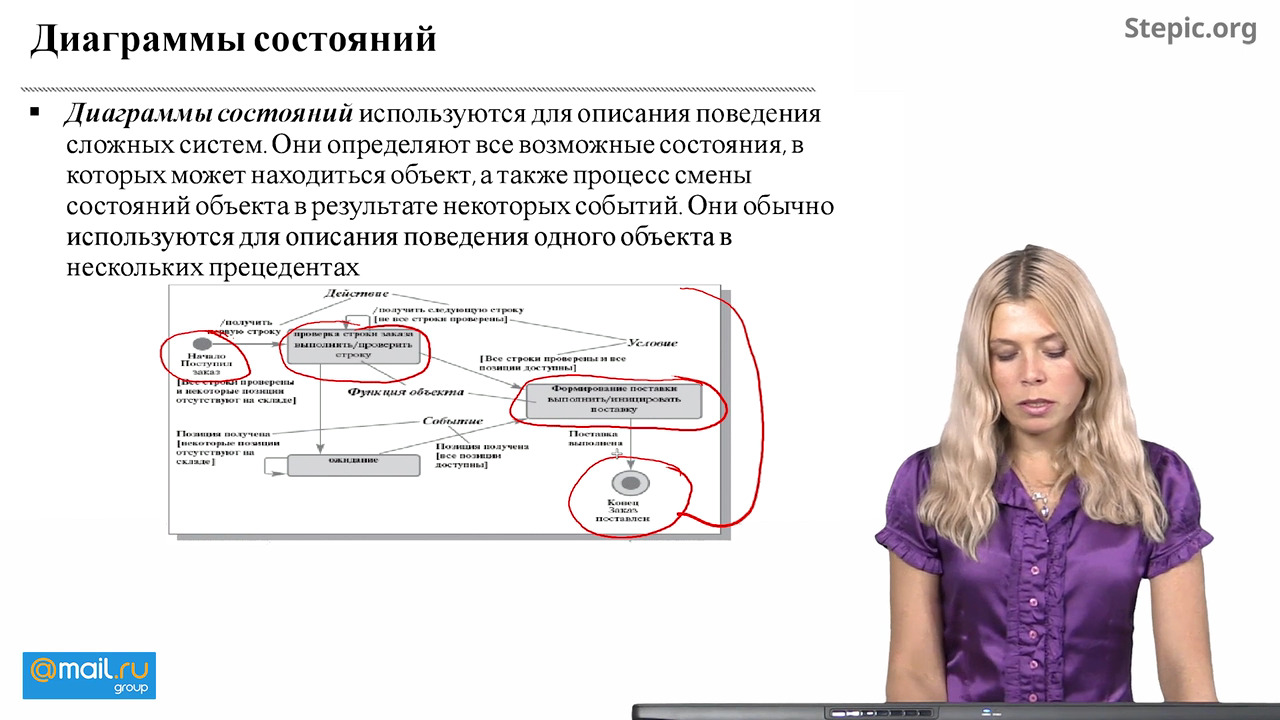 Диаграммы состояний
Stepic.org
Диаграммы состояний используются для описания поведения
сложных систем. Они определяют все возможные состояния, в
которых может находиться объект, а также процесс смены
состояний объекта в результате некоторых событий. Они обычно
используются для описания поведения одного объекта в
нескольких прецедентах
Действие
/получить
первую строку
/получить следующую строку
[не все строки проверены]
проверка строки заказа
выполнить/проверить
строку
Начало
Поступил
заказ
Условие
[Все строки проверены и все
позиции доступны]
[Все строки проверены
и некоторые позиции
отсутствуют на складе]
Функция объекта
Формирование поставки
выполнить/инициировать
поставку
Событие
Позиция получена
[некоторые позиции
отсутствуют на
складе]
Позиция получена
[все позиции
доступны]
Поставка
выполнена
ожидание
Конец
Заказ
поставлен
@mail.ru
group